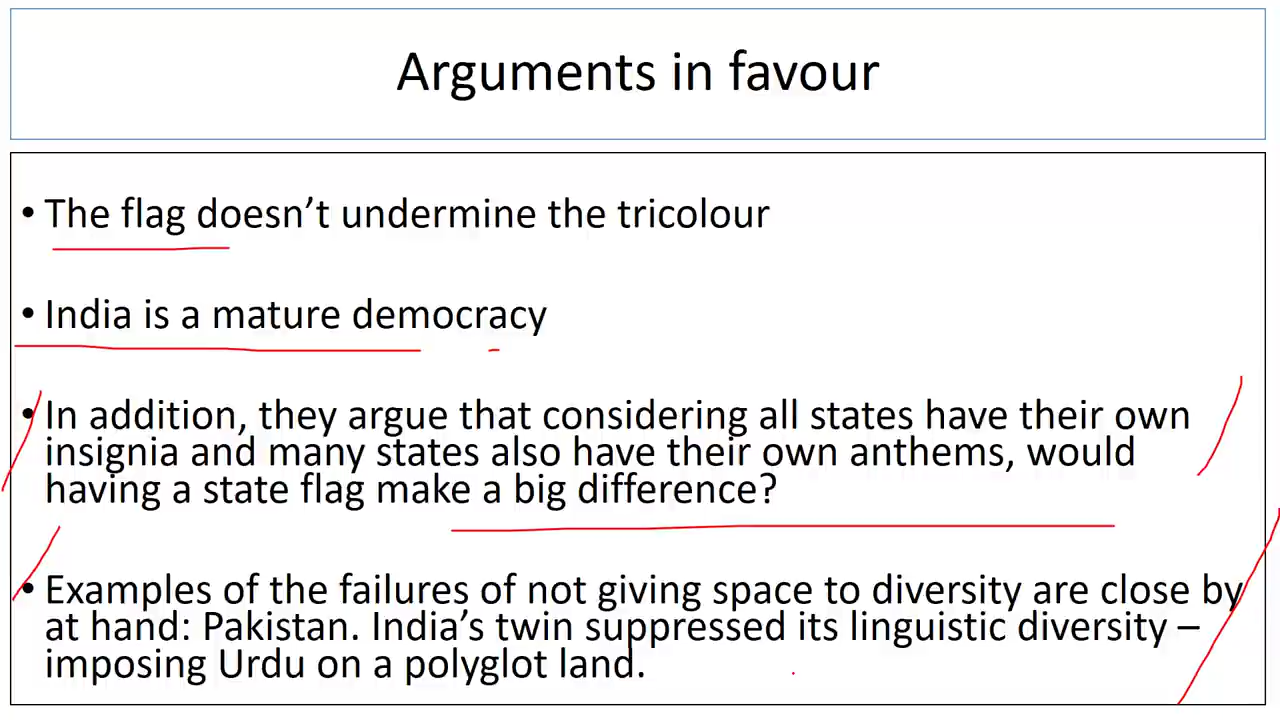 Arguments in favour
• The flag doesn’t undermine the tricolour
• India is a mature democracy
• In addition, they argue that considering all states have their own
insignia and many states also have their own anthems, would
having a state flag make a big difference?
• Examples of the failures of not giving space to diversity are close by
at hand: Pakistan. India’s twin suppressed its linguistic diversity –
imposing Urdu on a polyglot land.